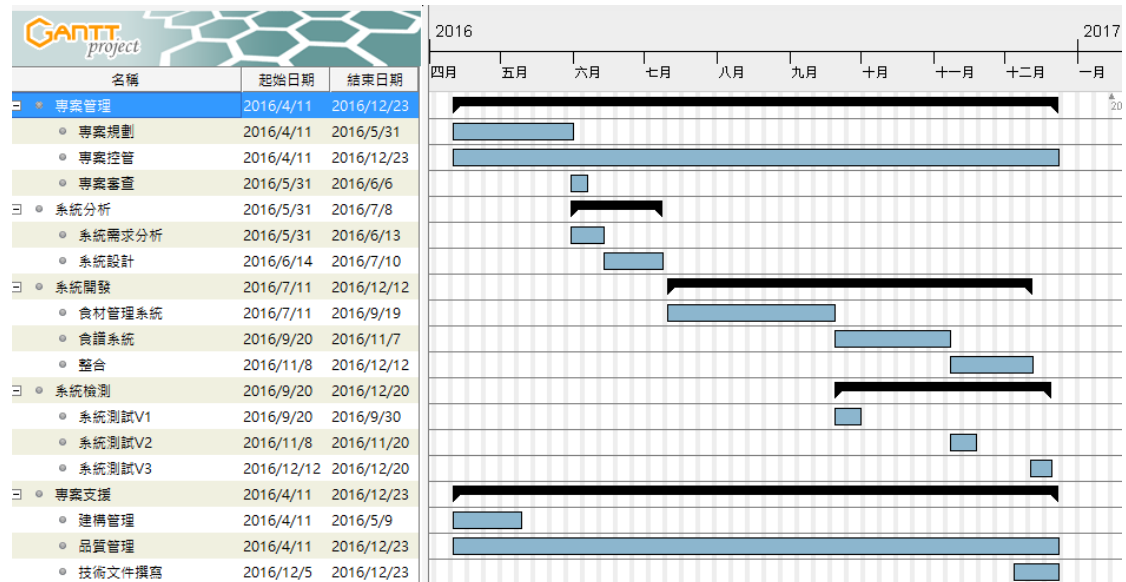 GANTT
project
2016 2017
名稱 起始日期 結束日期 四月 五月 六月 七月 八月 九月 十月 十一月 十二月 一月
專案管理 2016/4/11 2016/12/23
專案規劃 2016/4/11 2016/5/31
專案控管 2016/4/11 2016/12/23
專案審查 2016/5/31 2016/6/6
系統分析 2016/5/31 2016/7/8
系統需求分析 2016/5/31 2016/6/13
系統設計 2016/6/14 2016/7/10
系統開發 2016/7/11 2016/12/12
食材管理系統 2016/7/11 2016/9/19
食譜系統 2016/9/20 2016/11/7
整合 2016/11/8 2016/12/12
系統檢測 2016/9/20 2016/12/20
系統測試V1 2016/9/20 2016/9/30
系統測試V2 2016/11/8 2016/11/20
系統測試V3 2016/12/12 2016/12/20
專案支援 2016/4/11 2016/12/23
建構管理 2016/4/11 2016/5/9
品質管理 2016/4/11 2016/12/23
技術文件撰寫 2016/12/5 2016/12/23